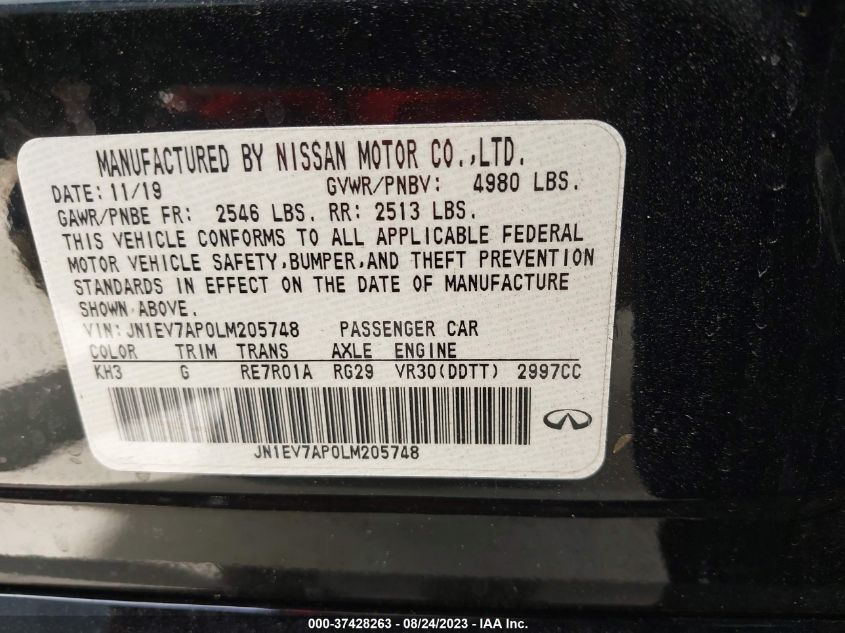 MANUFACTURED BY NISSAN MOTOR CO.,LTD.
DATE: 11/19 GVWR/PNBV: 4980 LBS.
GAWR/PNBE FR: 2546 LBS. RR: 2513 LBS.
THIS VEHICLE CONFORMS TO ALL APPLICABLE FEDERAL
MOTOR VEHICLE SAFETY,BUMPER,AND THEFT PREVENTION
STANDARDS IN EFFECT ON THE DATE OF MANUFACTURE
SHOWN ABOVE.
VIN: JN1EV7AP0LM205748 PASSENGER CAR
COLOR TRIM TRANS AXLE ENGINE
KH3 G RE7R01A RG29 VR30(DDTT) 2997CC
JN1EV7AP0LM205748
000-37428263 - 08/24/2023 - IAA Inc.